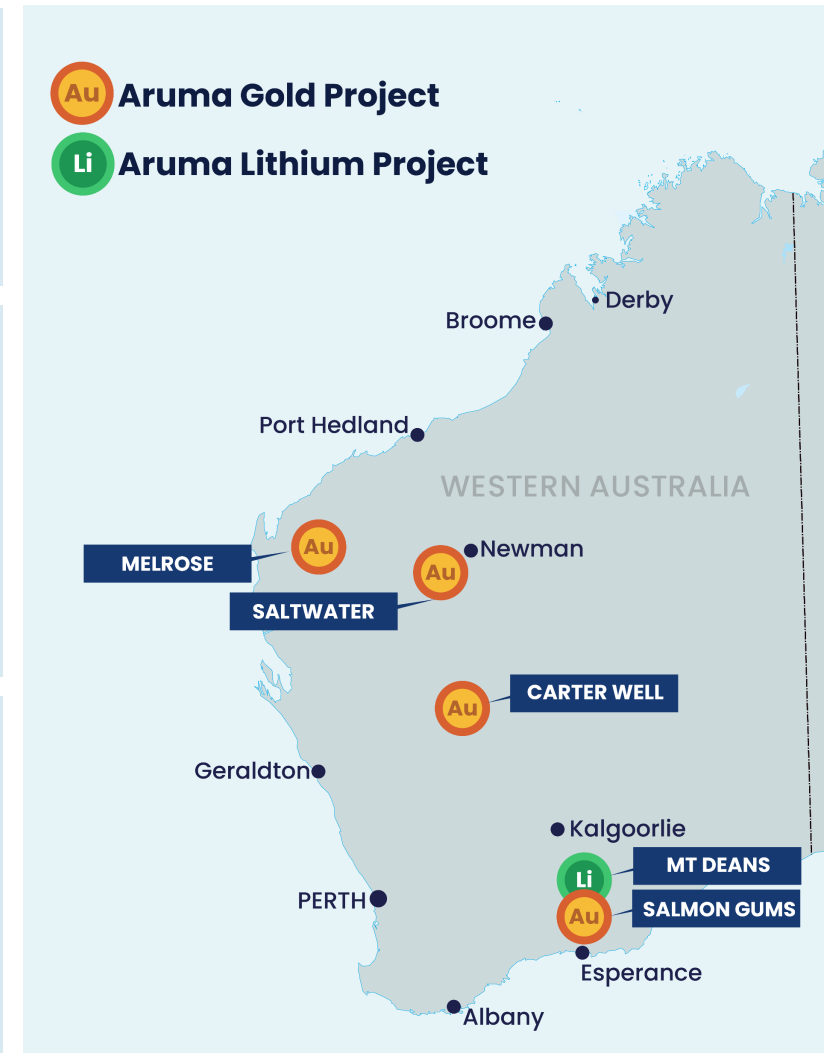 Au Aruma Gold Project
Li Aruma Lithium Project
Derby
Broome
Port Hedland
WESTERN AUSTRALIA
Au
Newman
MELROSE
Au
SALTWATER
CARTER WELL
Au
Geraldton
Kalgoorlie
MT DEANS
Li
PERTH
SALMON GUMS
Au
Esperance
Albany